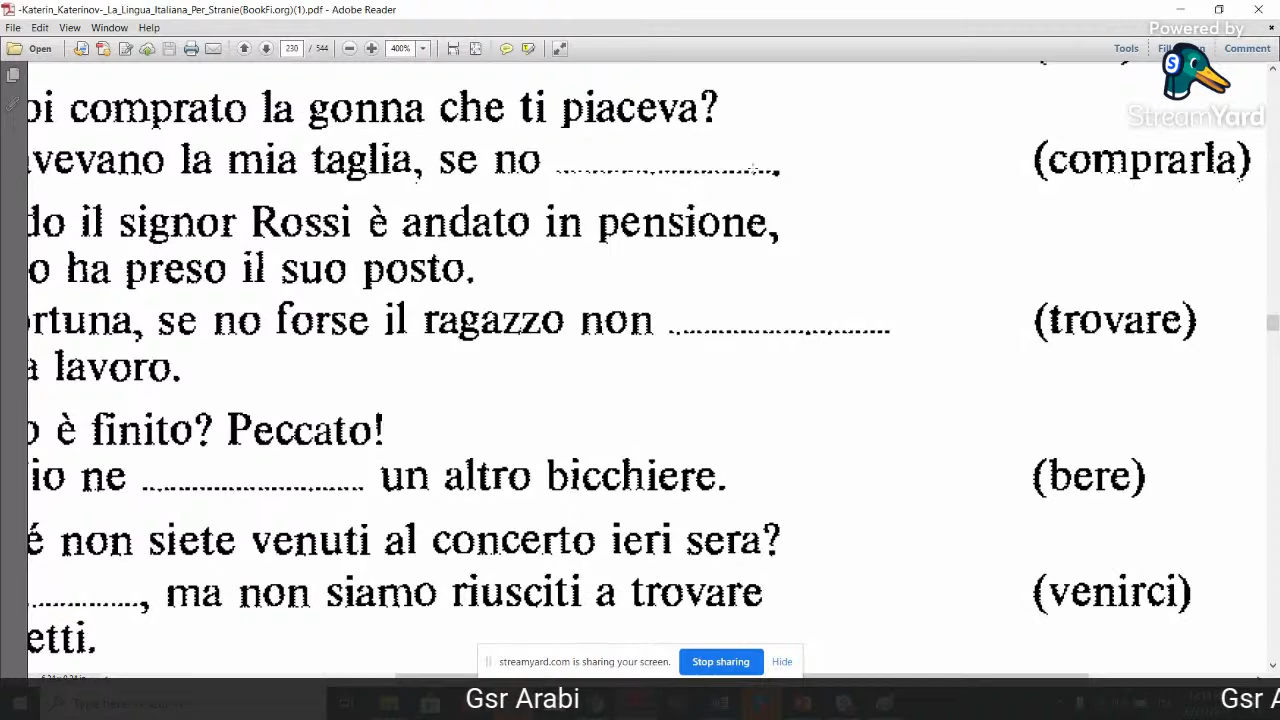 -Katerin_Katerinov-_La_Lingua_Italiana_Per_Stranie(BookFi.org)(1).pdf - Adobe Reader
File Edit View Window Help
Open 230 / 544 400% Tools Comment
Powered by
StreamYard
oi comprato la gonna che ti piaceva?
avevano la mia taglia, se no ........................ (comprarla)
do il signor Rossi è andato in pensione,
o ha preso il suo posto.
ortuna, se no forse il ragazzo non ........................ (trovare)
a lavoro.
o è finito? Peccato!
io ne ........................ un altro bicchiere. (bere)
é non siete venuti al concerto ieri sera?
............, ma non siamo riusciti a trovare (venirci)
etti.
streamyard.com is sharing your screen. Stop sharing Hide
Gsr Arabi Gsr A